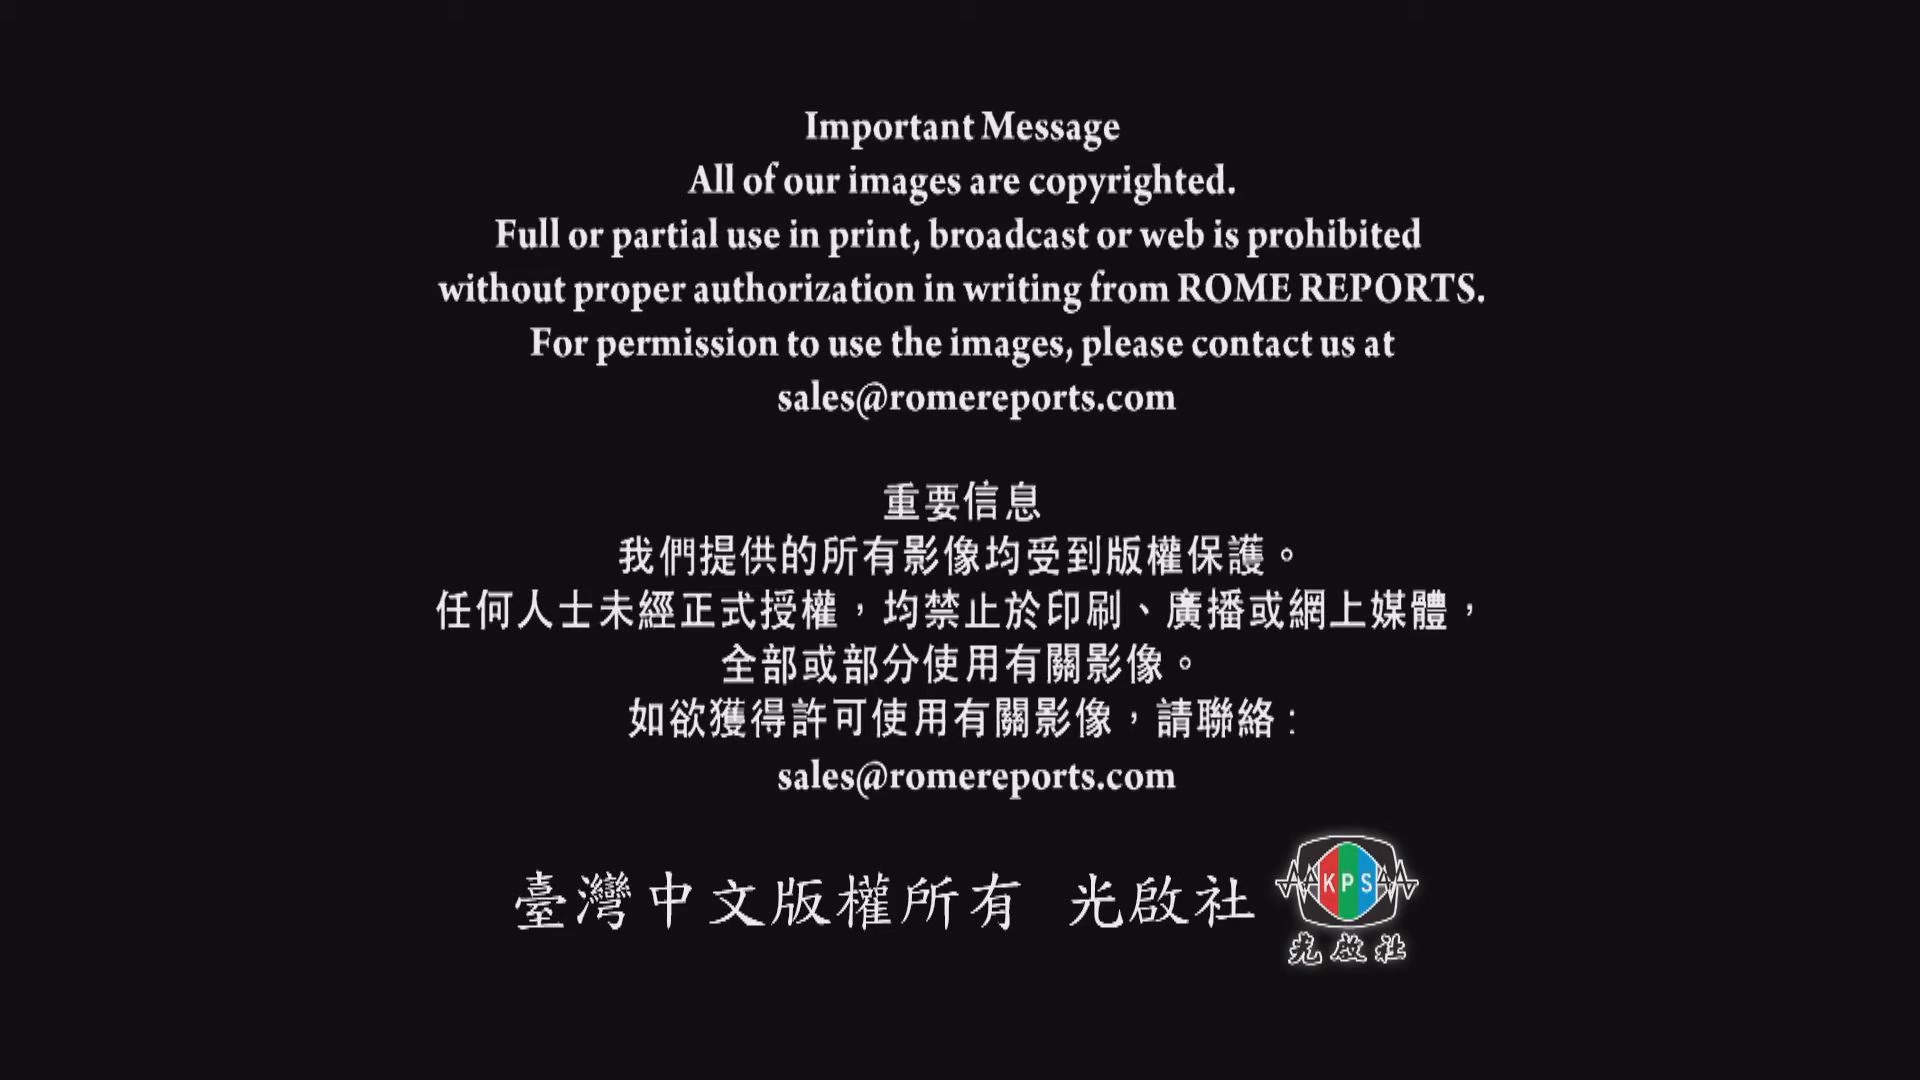 Important Message
All of our images are copyrighted.
Full or partial use in print, broadcast or web is prohibited
without proper authorization in writing from ROME REPORTS.
For permission to use the images, please contact us at
sales@romereports.com
重要信息
我們提供的所有影像均受到版權保護。
任何人士未經正式授權，均禁止於印刷、廣播或網上媒體，
全部或部分使用有關影像。
如欲獲得許可使用有關影像，請聯絡:
sales@romereports.com
臺灣中文版權所有 光啟社
KPS
光啟社